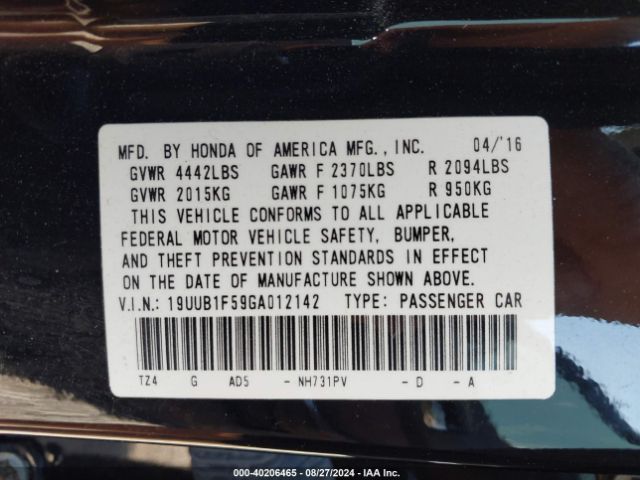 MFD. BY HONDA OF AMERICA MFG., INC. 04/'16
GVWR 4442LBS GAWR F 2370LBS R 2094LBS
GVWR 2015KG GAWR F 1075KG R 950KG
THIS VEHICLE CONFORMS TO ALL APPLICABLE
FEDERAL MOTOR VEHICLE SAFETY, BUMPER,
AND THEFT PREVENTION STANDARDS IN EFFECT
ON THE DATE OF MANUFACTURE SHOWN ABOVE.
V.I.N.: 19UUB1F59GA012142 TYPE: PASSENGER CAR
TZ4 G AD5 - NH731PV - D - A
000-40206465 - 08/27/2024 - IAA Inc.